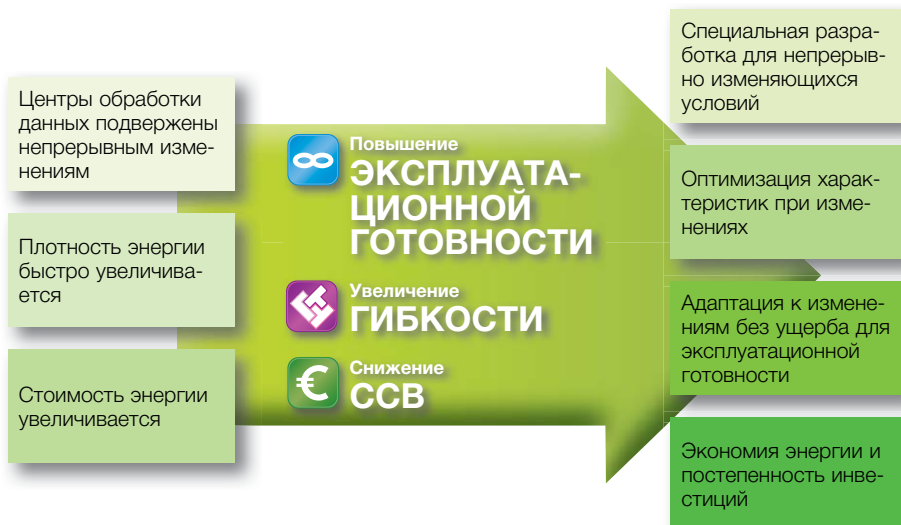 Центры обработки
данных подвержены
непрерывным изме-
нениям
Плотность энергии
быстро увеличива-
ется
Стоимость энергии
увеличивается
Повышение
ЭКСПЛУАТА-
ЦИОННОЙ
ГОТОВНОСТИ
Увеличение
ГИБКОСТИ
€
Снижение
ССВ
Специальная разра-
ботка для непрерыв-
но изменяющихся
условий
Оптимизация харак-
теристик при изме-
нениях
Адаптация к измене-
ниям без ущерба для
эксплуатационной
готовности
Экономия энергии и
постепенность инве-
стиций